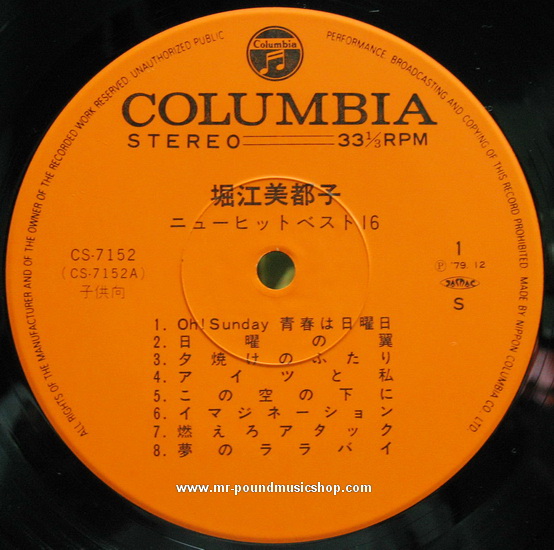 ALL RIGHTS OF THE MANUFACTURER AND OF THE OWNER OF THE RECORDED WORK RESERVED. UNAUTHORIZED PUBLIC PERFORMANCE, BROADCASTING AND COPYING OF THIS RECORD PROHIBITED. MADE BY NIPPON COLUMBIA CO., LTD.
Columbia
COLUMBIA
STEREO 33 1/3 RPM
堀江美都子
ニューヒットベスト16
CS-7152
(CS-7152A)
子供向
1
Ⓟ '79.12
JASRAC
S
1. Oh! Sunday 青春は日曜日
2. 日曜の翼
3. 夕焼けのふたり
4. アイツと私
5. この空の下に
6. イマジネーション
7. 燃えろアタック
8. 夢のララバイ
www.mr-poundmusicshop.com